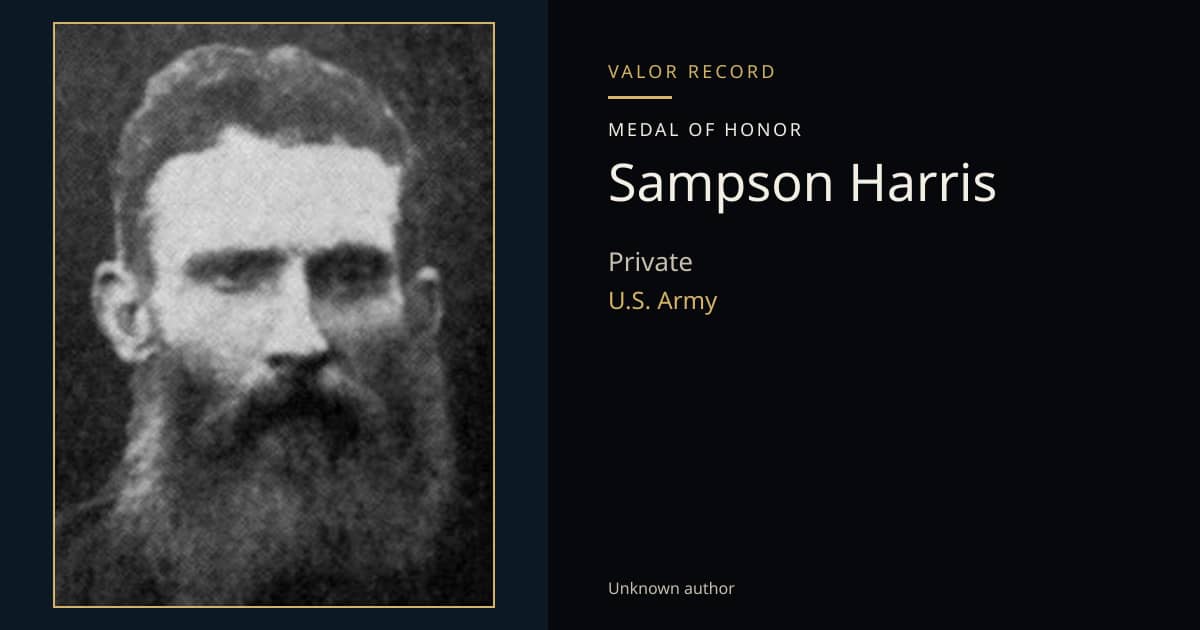 VALOR RECORD
MEDAL OF HONOR
Sampson Harris
Private
U.S. Army
Unknown author